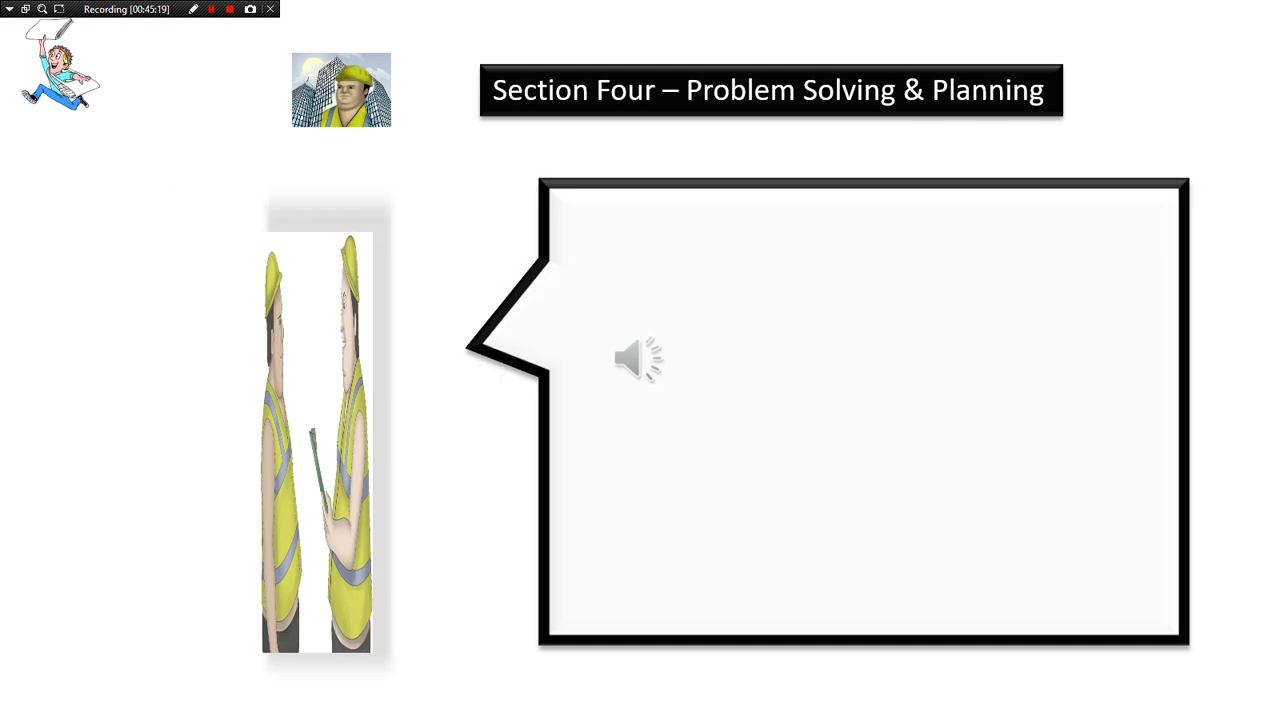 Recording [00:45:19]
Section Four – Problem Solving & Planning